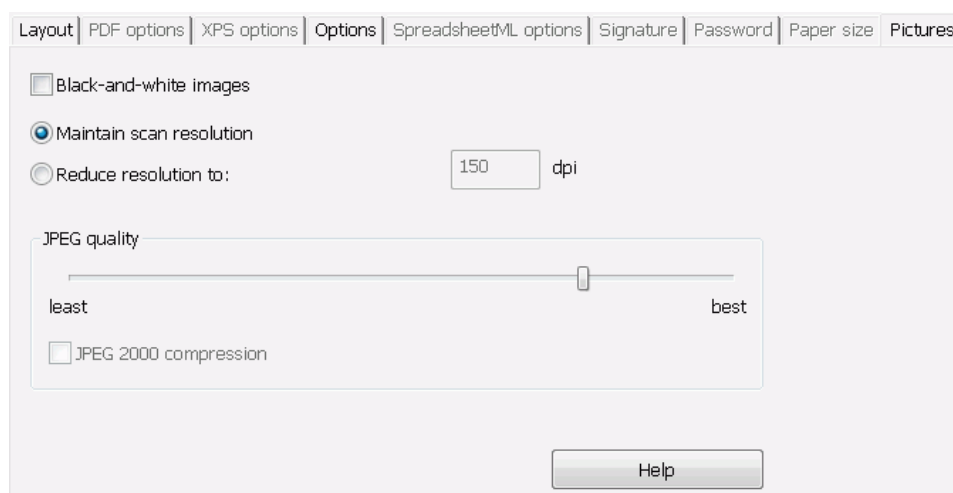 Layout PDF options XPS options Options SpreadsheetML options Signature Password Paper size Pictures
Black-and-white images
Maintain scan resolution
Reduce resolution to: 150 dpi
JPEG quality
least best
JPEG 2000 compression
Help